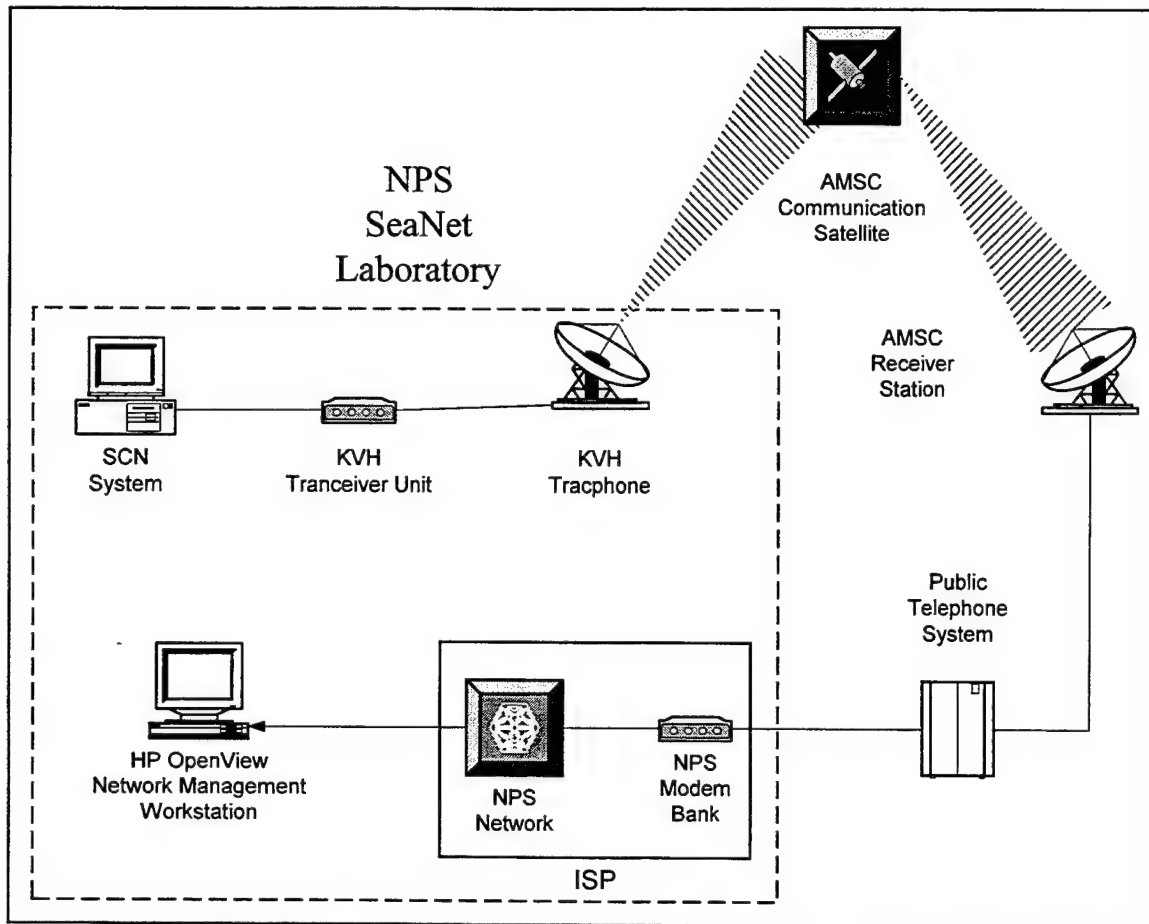 NPS
SeaNet
Laboratory
AMSC
Communication
Satellite
AMSC
Receiver
Station
SCN
System
KVH
Tranceiver Unit
KVH
Tracphone
Public
Telephone
System
HP OpenView
Network Management
Workstation
NPS
Network
NPS
Modem
Bank
ISP